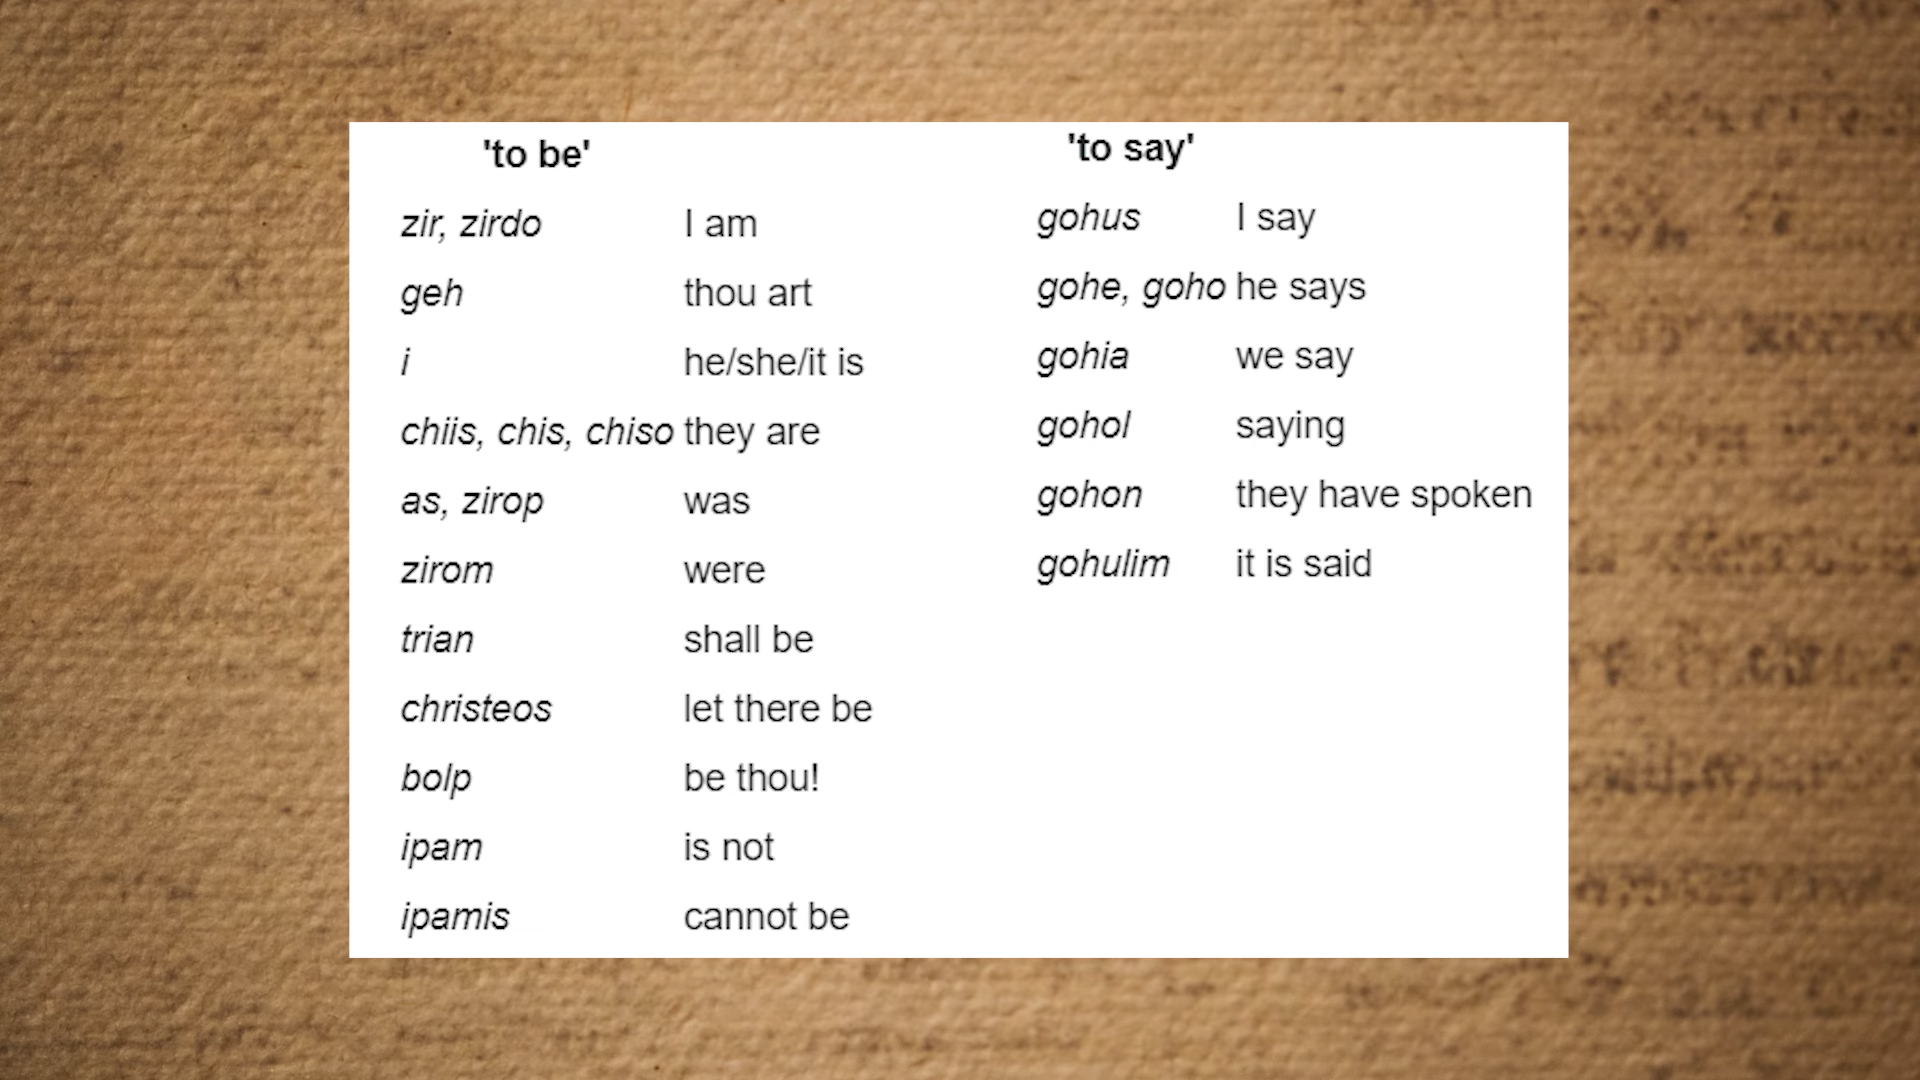 'to be'
zir, zirdo I am
geh thou art
i he/she/it is
chiis, chis, chiso they are
as, zirop was
zirom were
trian shall be
christeos let there be
bolp be thou!
ipam is not
ipamis cannot be
'to say'
gohus I say
gohe, goho he says
gohia we say
gohol saying
gohon they have spoken
gohulim it is said